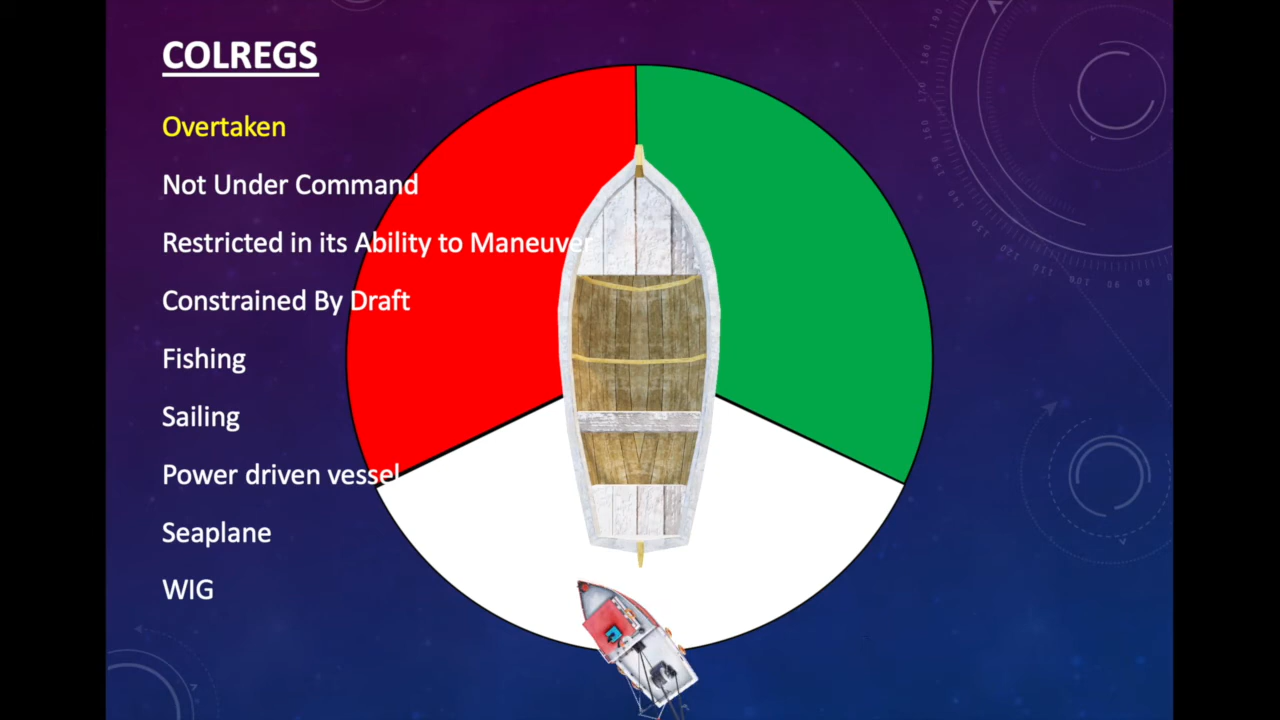 COLREGS
Overtaken
Not Under Command
Restricted in its Ability to Maneuver
Constrained By Draft
Fishing
Sailing
Power driven vessel
Seaplane
WIG